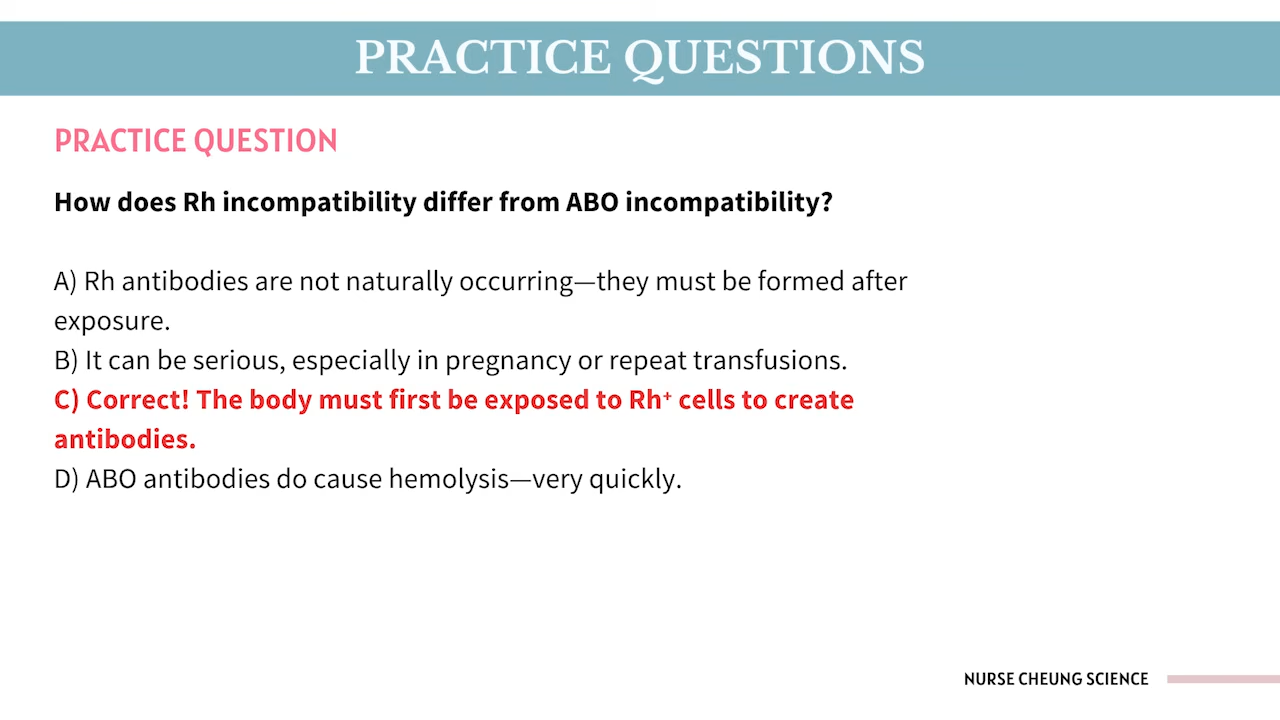 PRACTICE QUESTIONS
PRACTICE QUESTION
How does Rh incompatibility differ from ABO incompatibility?
A) Rh antibodies are not naturally occurring—they must be formed after
exposure.
B) It can be serious, especially in pregnancy or repeat transfusions.
C) Correct! The body must first be exposed to Rh⁺ cells to create
antibodies.
D) ABO antibodies do cause hemolysis—very quickly.
NURSE CHEUNG SCIENCE